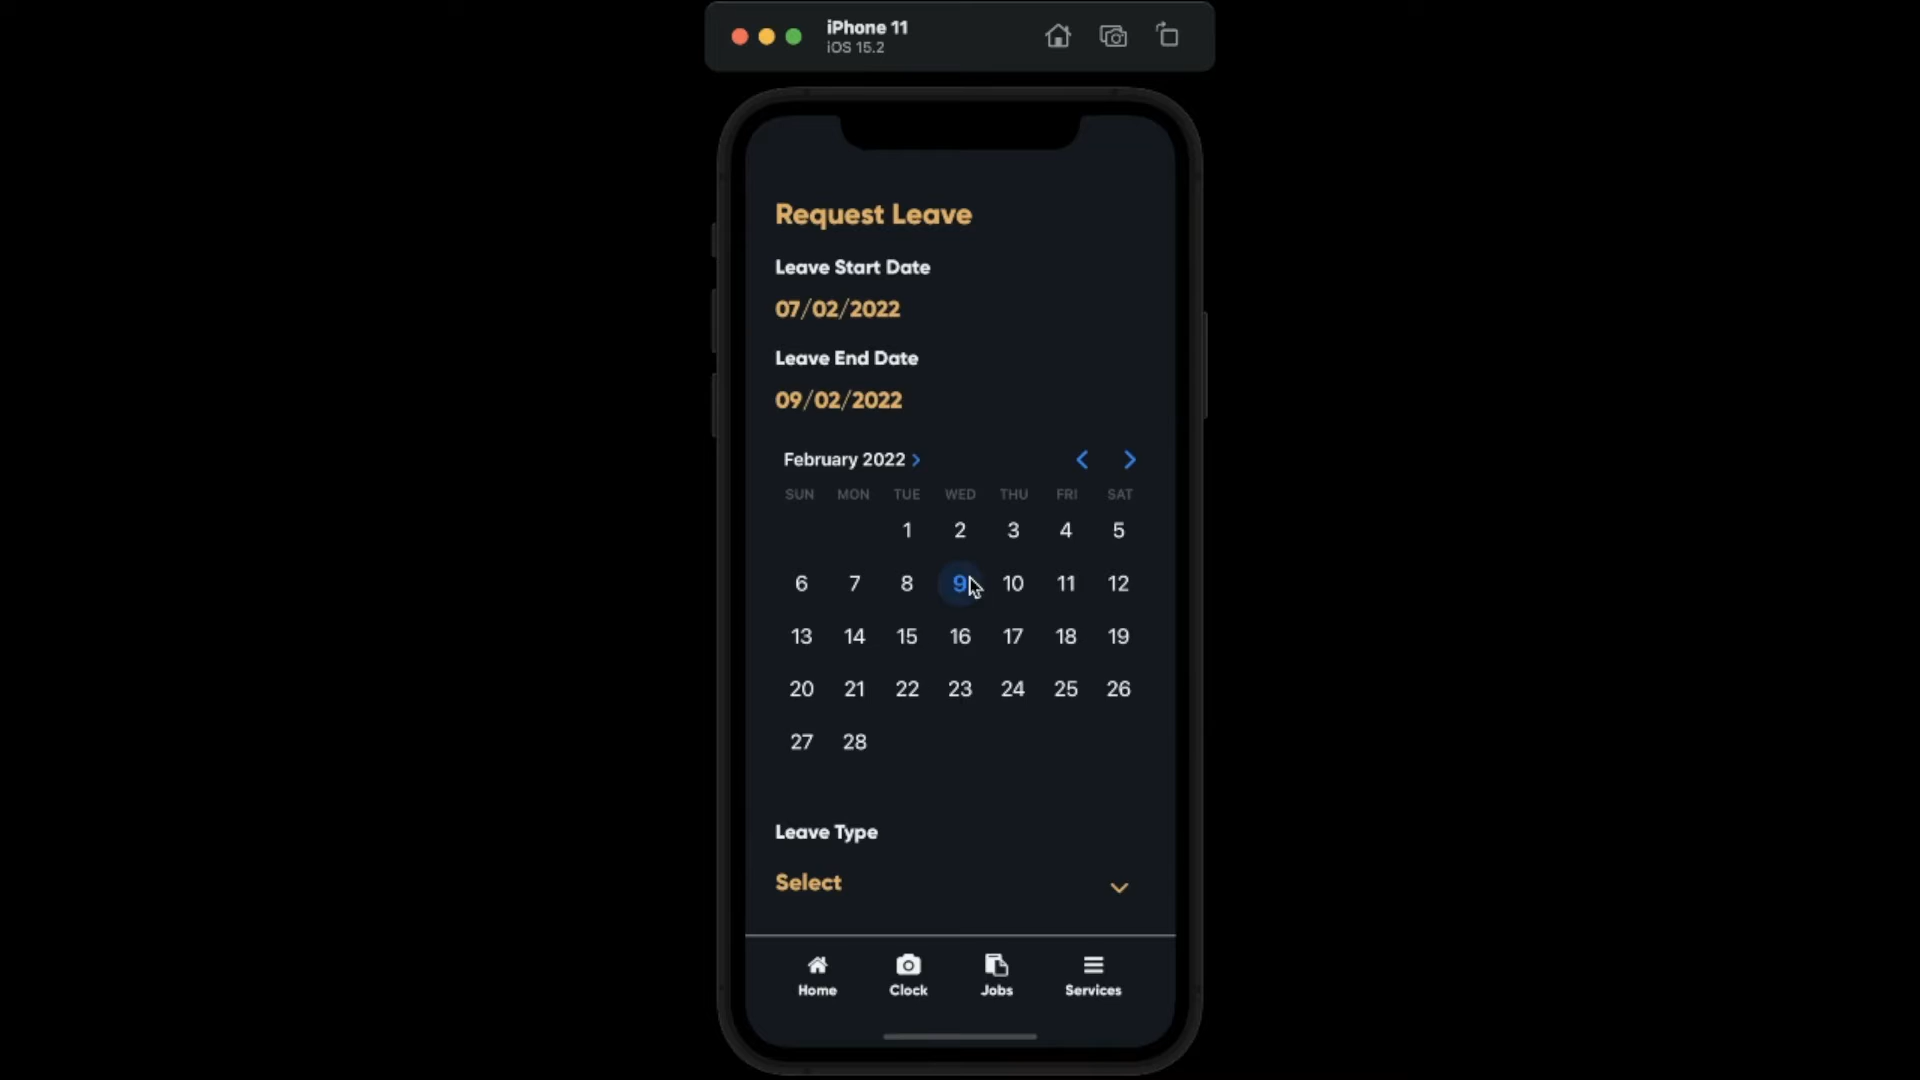 iPhone 11
iOS 15.2
Request Leave
Leave Start Date
07/02/2022
Leave End Date
09/02/2022
February 2022
SUN MON TUE WED THU FRI SAT
1 2 3 4 5
6 7 8 9 10 11 12
13 14 15 16 17 18 19
20 21 22 23 24 25 26
27 28
Leave Type
Select
Home Clock Jobs Services